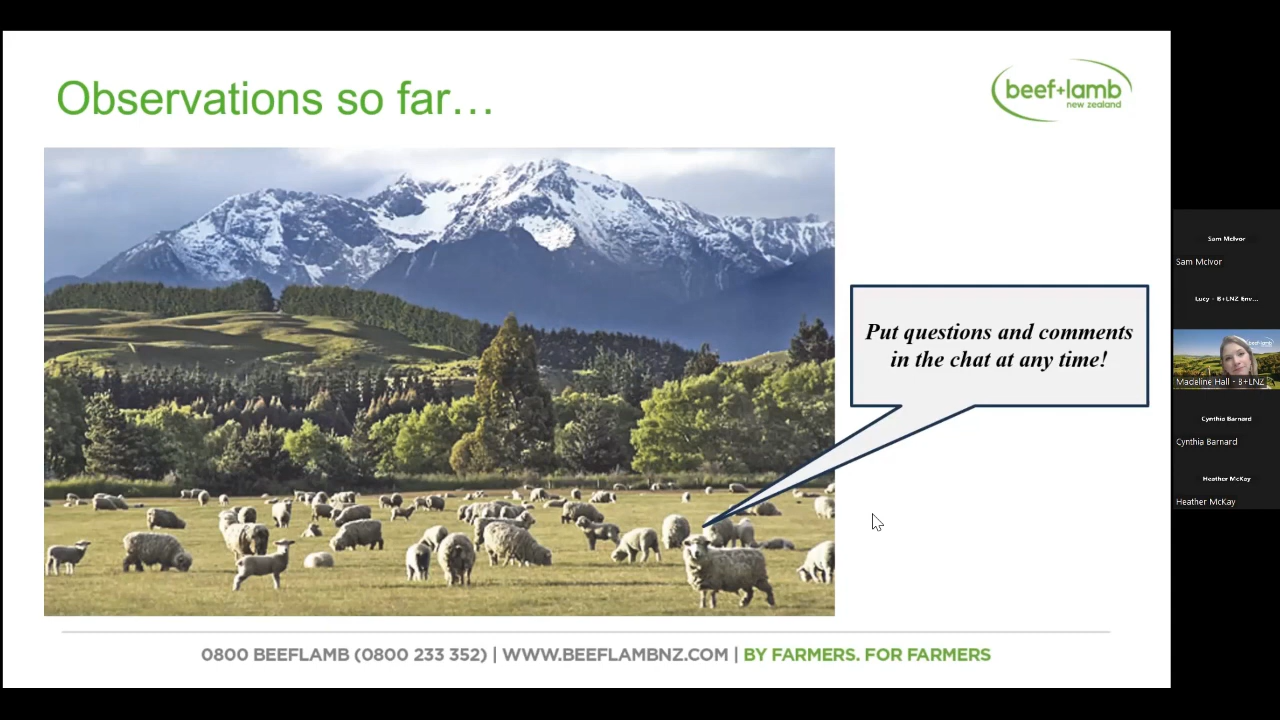 Observations so far…
beef+lamb
new zealand
Put questions and comments
in the chat at any time!
0800 BEEFLAMB (0800 233 352) | WWW.BEEFLAMBNZ.COM | BY FARMERS. FOR FARMERS
Sam McIvor
Sam McIvor
Lucy - B+LNZ Env...
beef+lamb
Madeline Hall - B+LNZ
Cynthia Barnard
Cynthia Barnard
Heather McKay
Heather McKay